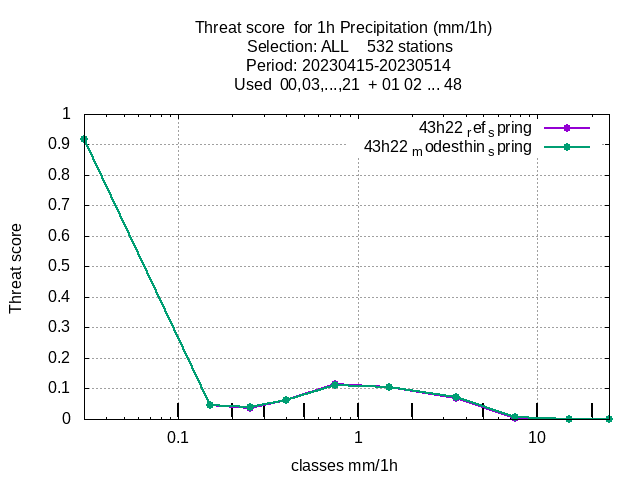 Threat score  for 1h Precipitation (mm/1h)
Selection: ALL    532 stations
Period: 20230415-20230514
Used  00,03,...,21  + 01 02 ... 48
43h22 ref spring
43h22 modesthin spring
1
0.9
0.8
0.7
0.6
0.5
0.4
0.3
0.2
0.1
0
Threat score
0.1 1 10
classes mm/1h